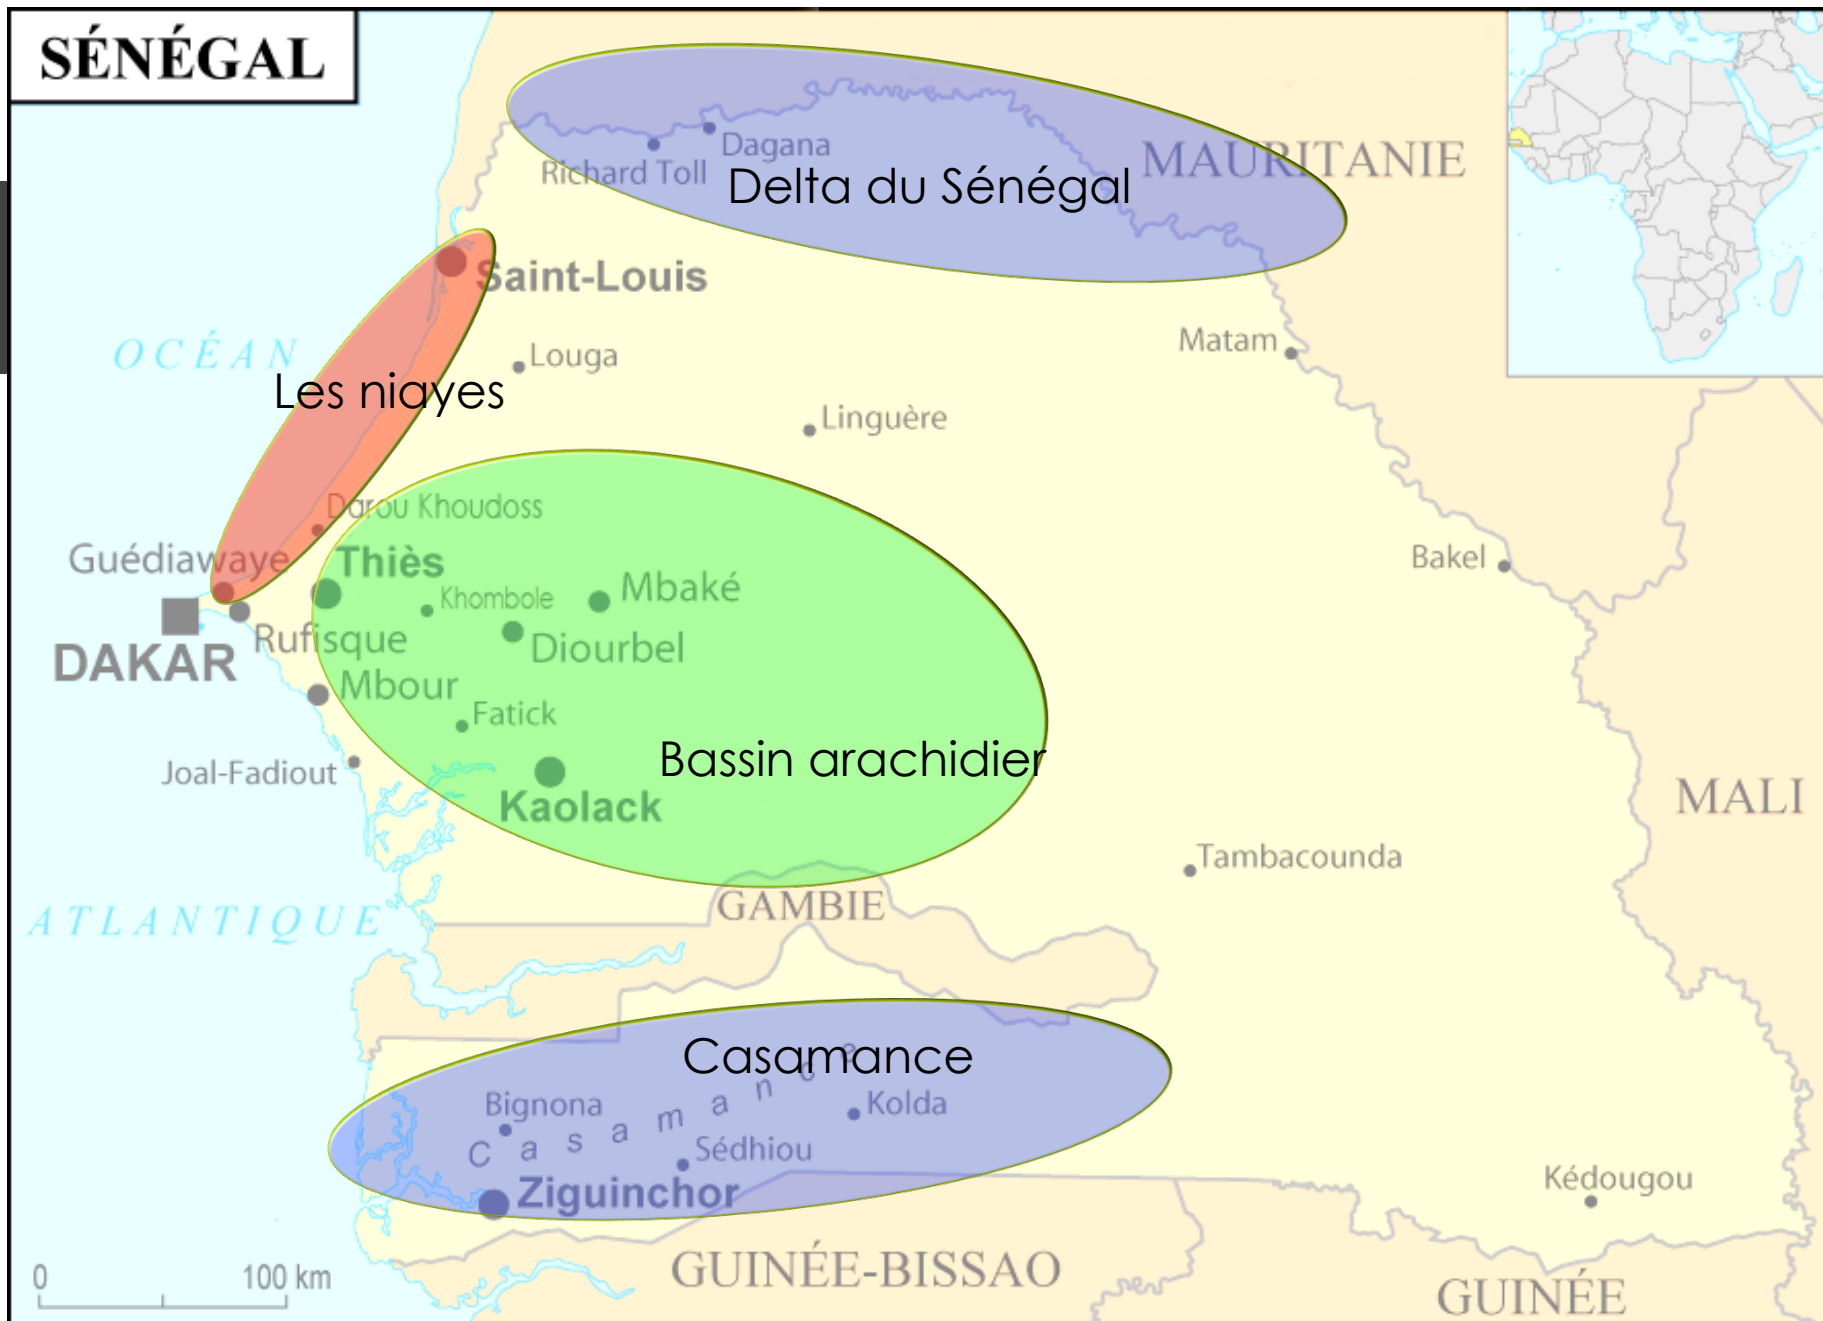 SÉNÉGAL
Dagana
Richard Toll
MAURITANIE
Delta du Sénégal
Saint-Louis
OCÉAN
Louga
Matam
Les niayes
Linguère
Darou Khoudoss
Guédiawaye
Thiès
Bakel
Khombole
Mbaké
Rufisque
Diourbel
DAKAR
Mbour
Fatick
Bassin arachidier
Joal-Fadiout
Kaolack
MALI
Tambacounda
GAMBIE
ATLANTIQUE
Casamance
Bignona
Kolda
Casamance
Sédhiou
Ziguinchor
Kédougou
GUINÉE-BISSAO
0 100 km
GUINÉE